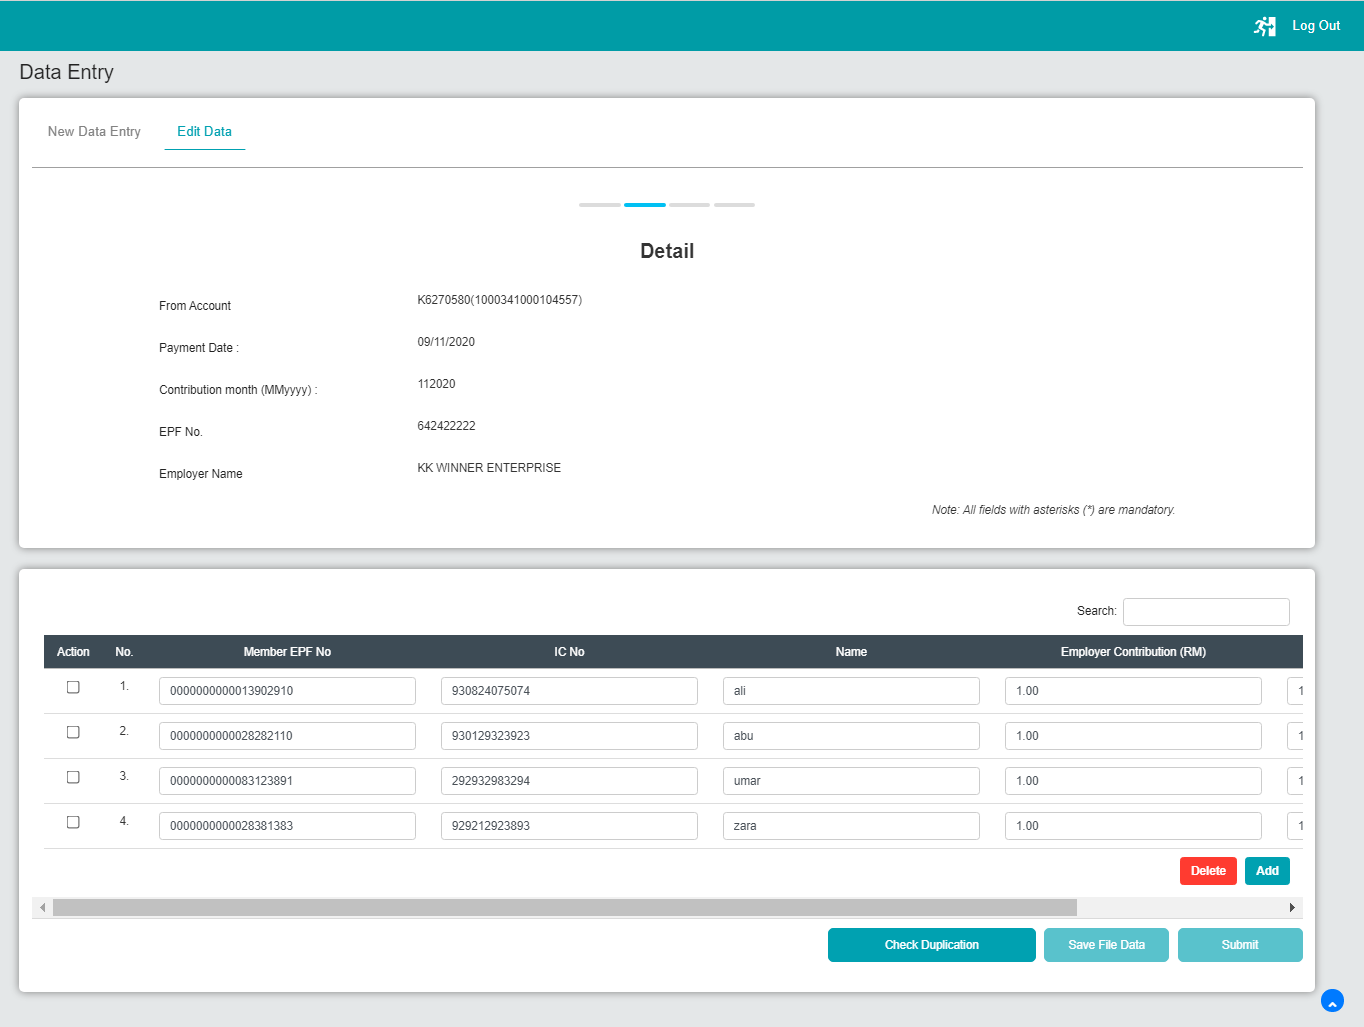 Log Out
Data Entry
New Data Entry Edit Data
Detail
From Account K6270580(1000341000104557)
Payment Date : 09/11/2020
Contribution month (MMyyyy) : 112020
EPF No. 642422222
Employer Name KK WINNER ENTERPRISE
Note: All fields with asterisks (*) are mandatory.
Search:
Action No. Member EPF No IC No Name Employer Contribution (RM)
1. 0000000000013902910 930824075074 ali 1.00 1
2. 0000000000028282110 930129323923 abu 1.00 1
3. 0000000000083123891 292932983294 umar 1.00 1
4. 0000000000028381383 929212923893 zara 1.00 1
Delete Add
Check Duplication Save File Data Submit